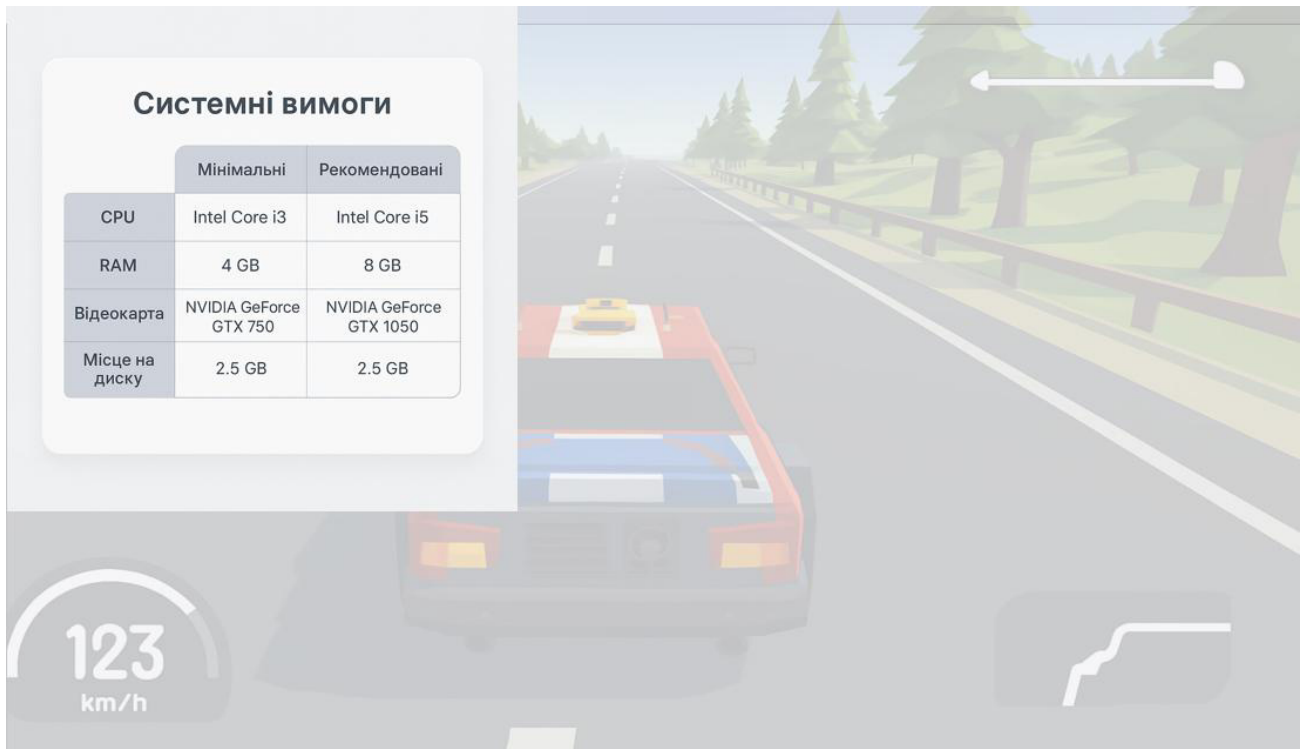 Системні вимоги
Мінімальні Рекомендовані
CPU Intel Core i3 Intel Core i5
RAM 4 GB 8 GB
Відеокарта NVIDIA GeForce GTX 750 NVIDIA GeForce GTX 1050
Місце на диску 2.5 GB 2.5 GB
123
km/h